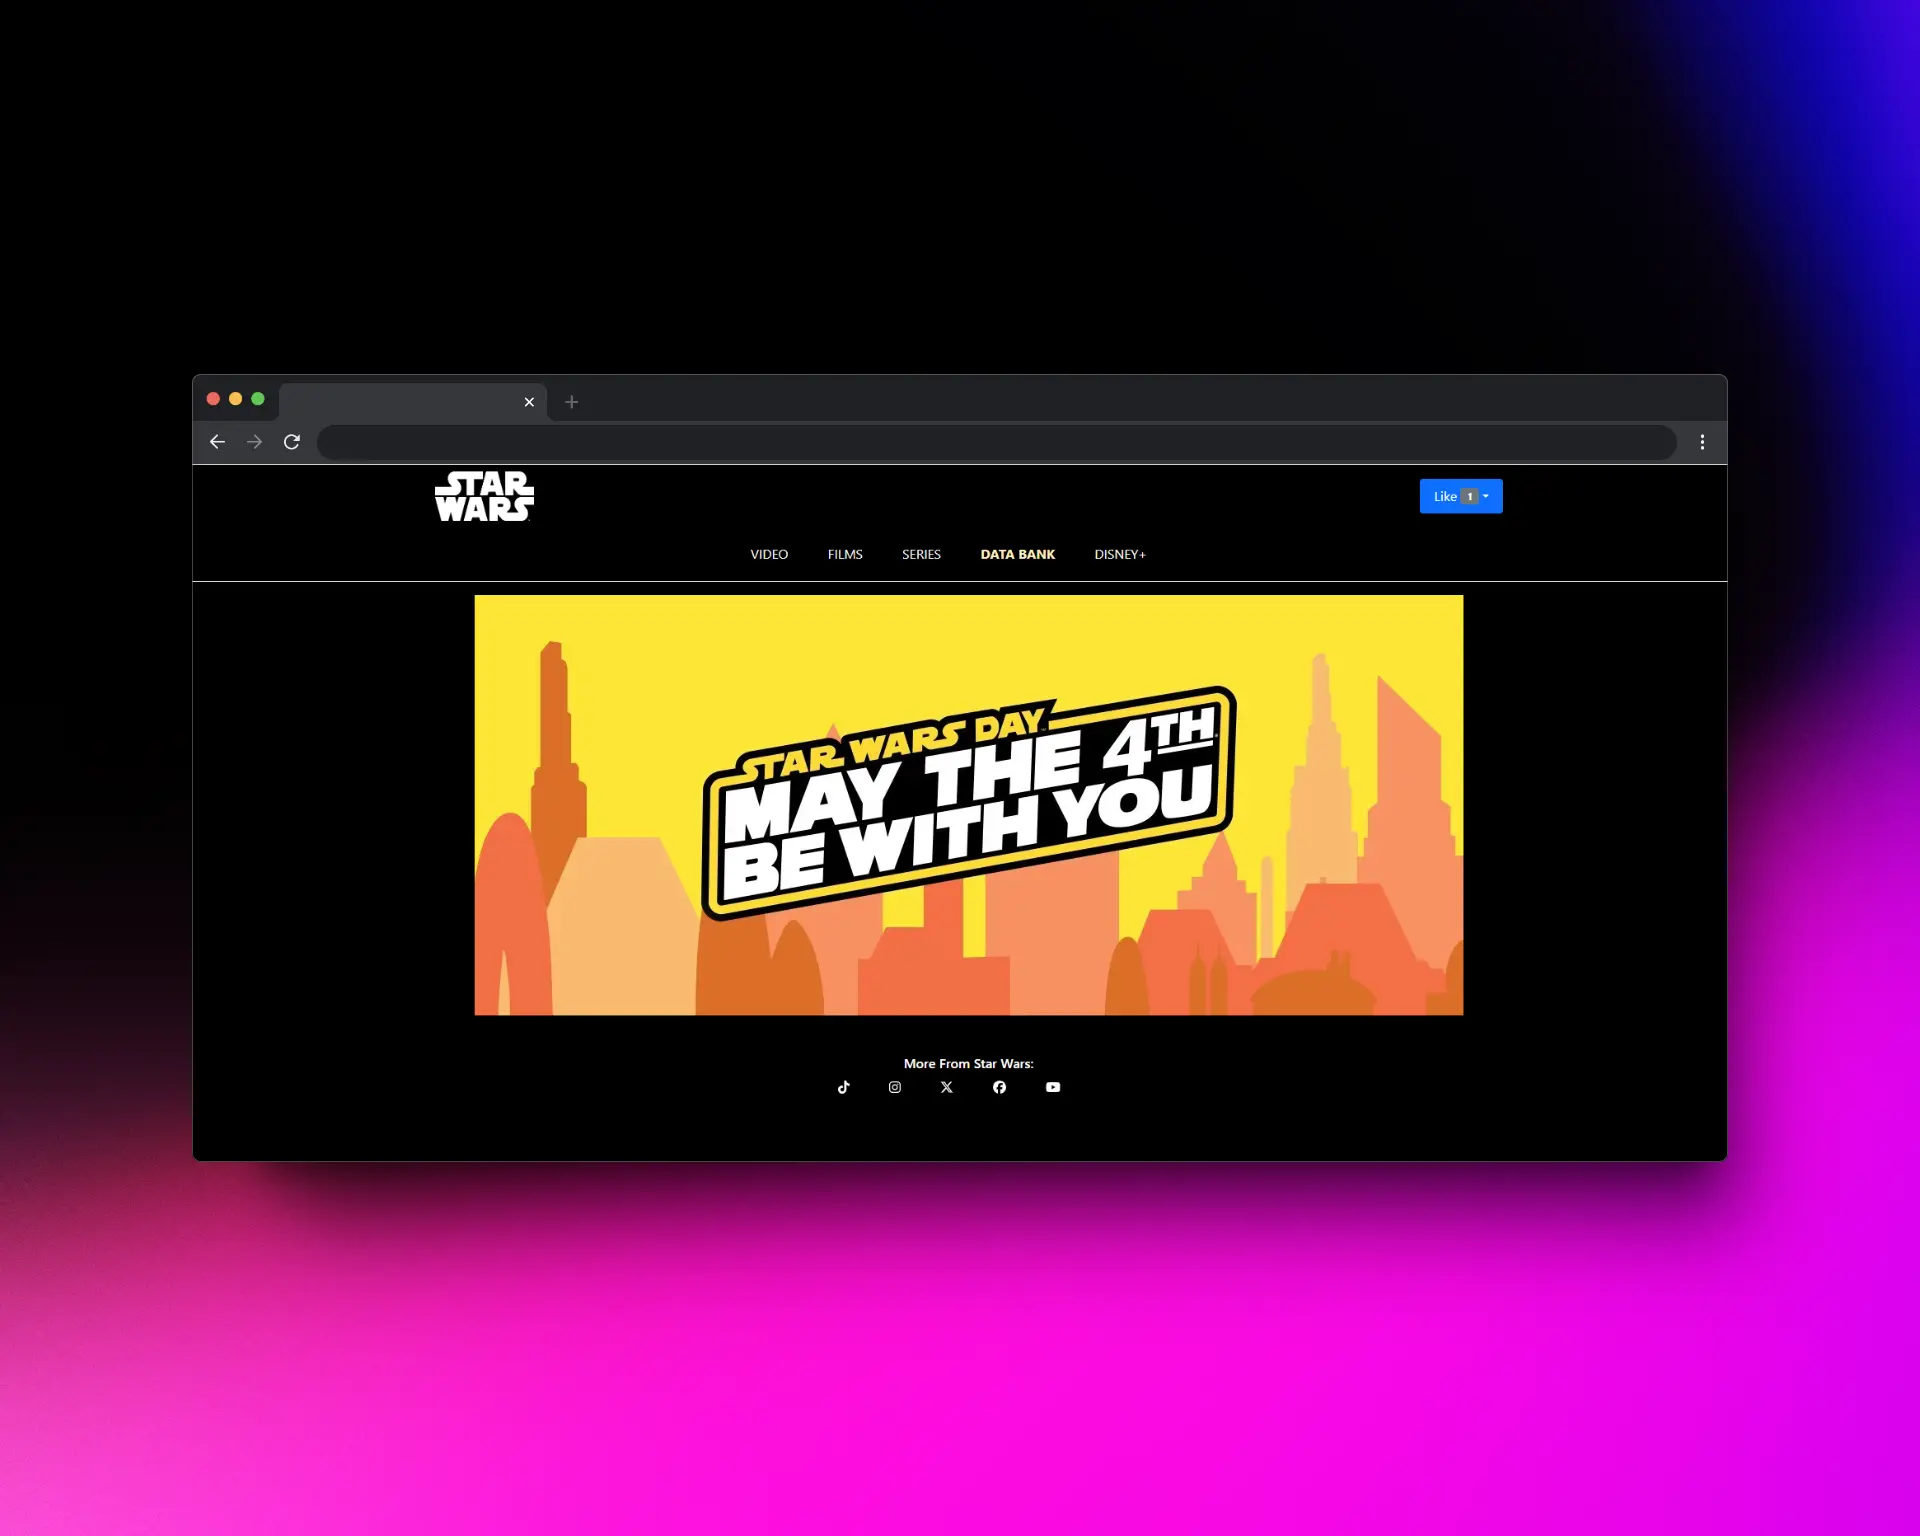 STAR
WARS
Like 1
VIDEO FILMS SERIES DATA BANK DISNEY+
STAR WARS DAY
MAY THE 4TH
BE WITH YOU
More From Star Wars: